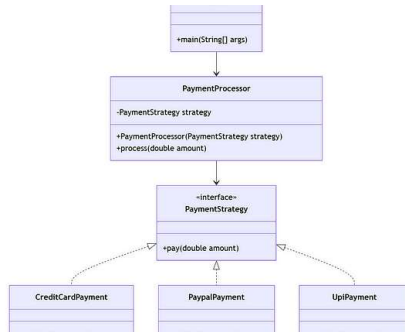 +main(String[] args)
PaymentProcessor
-PaymentStrategy strategy
+PaymentProcessor(PaymentStrategy strategy)
+process(double amount)
«interface»
PaymentStrategy
+pay(double amount)
CreditCardPayment
PaypalPayment
UpiPayment